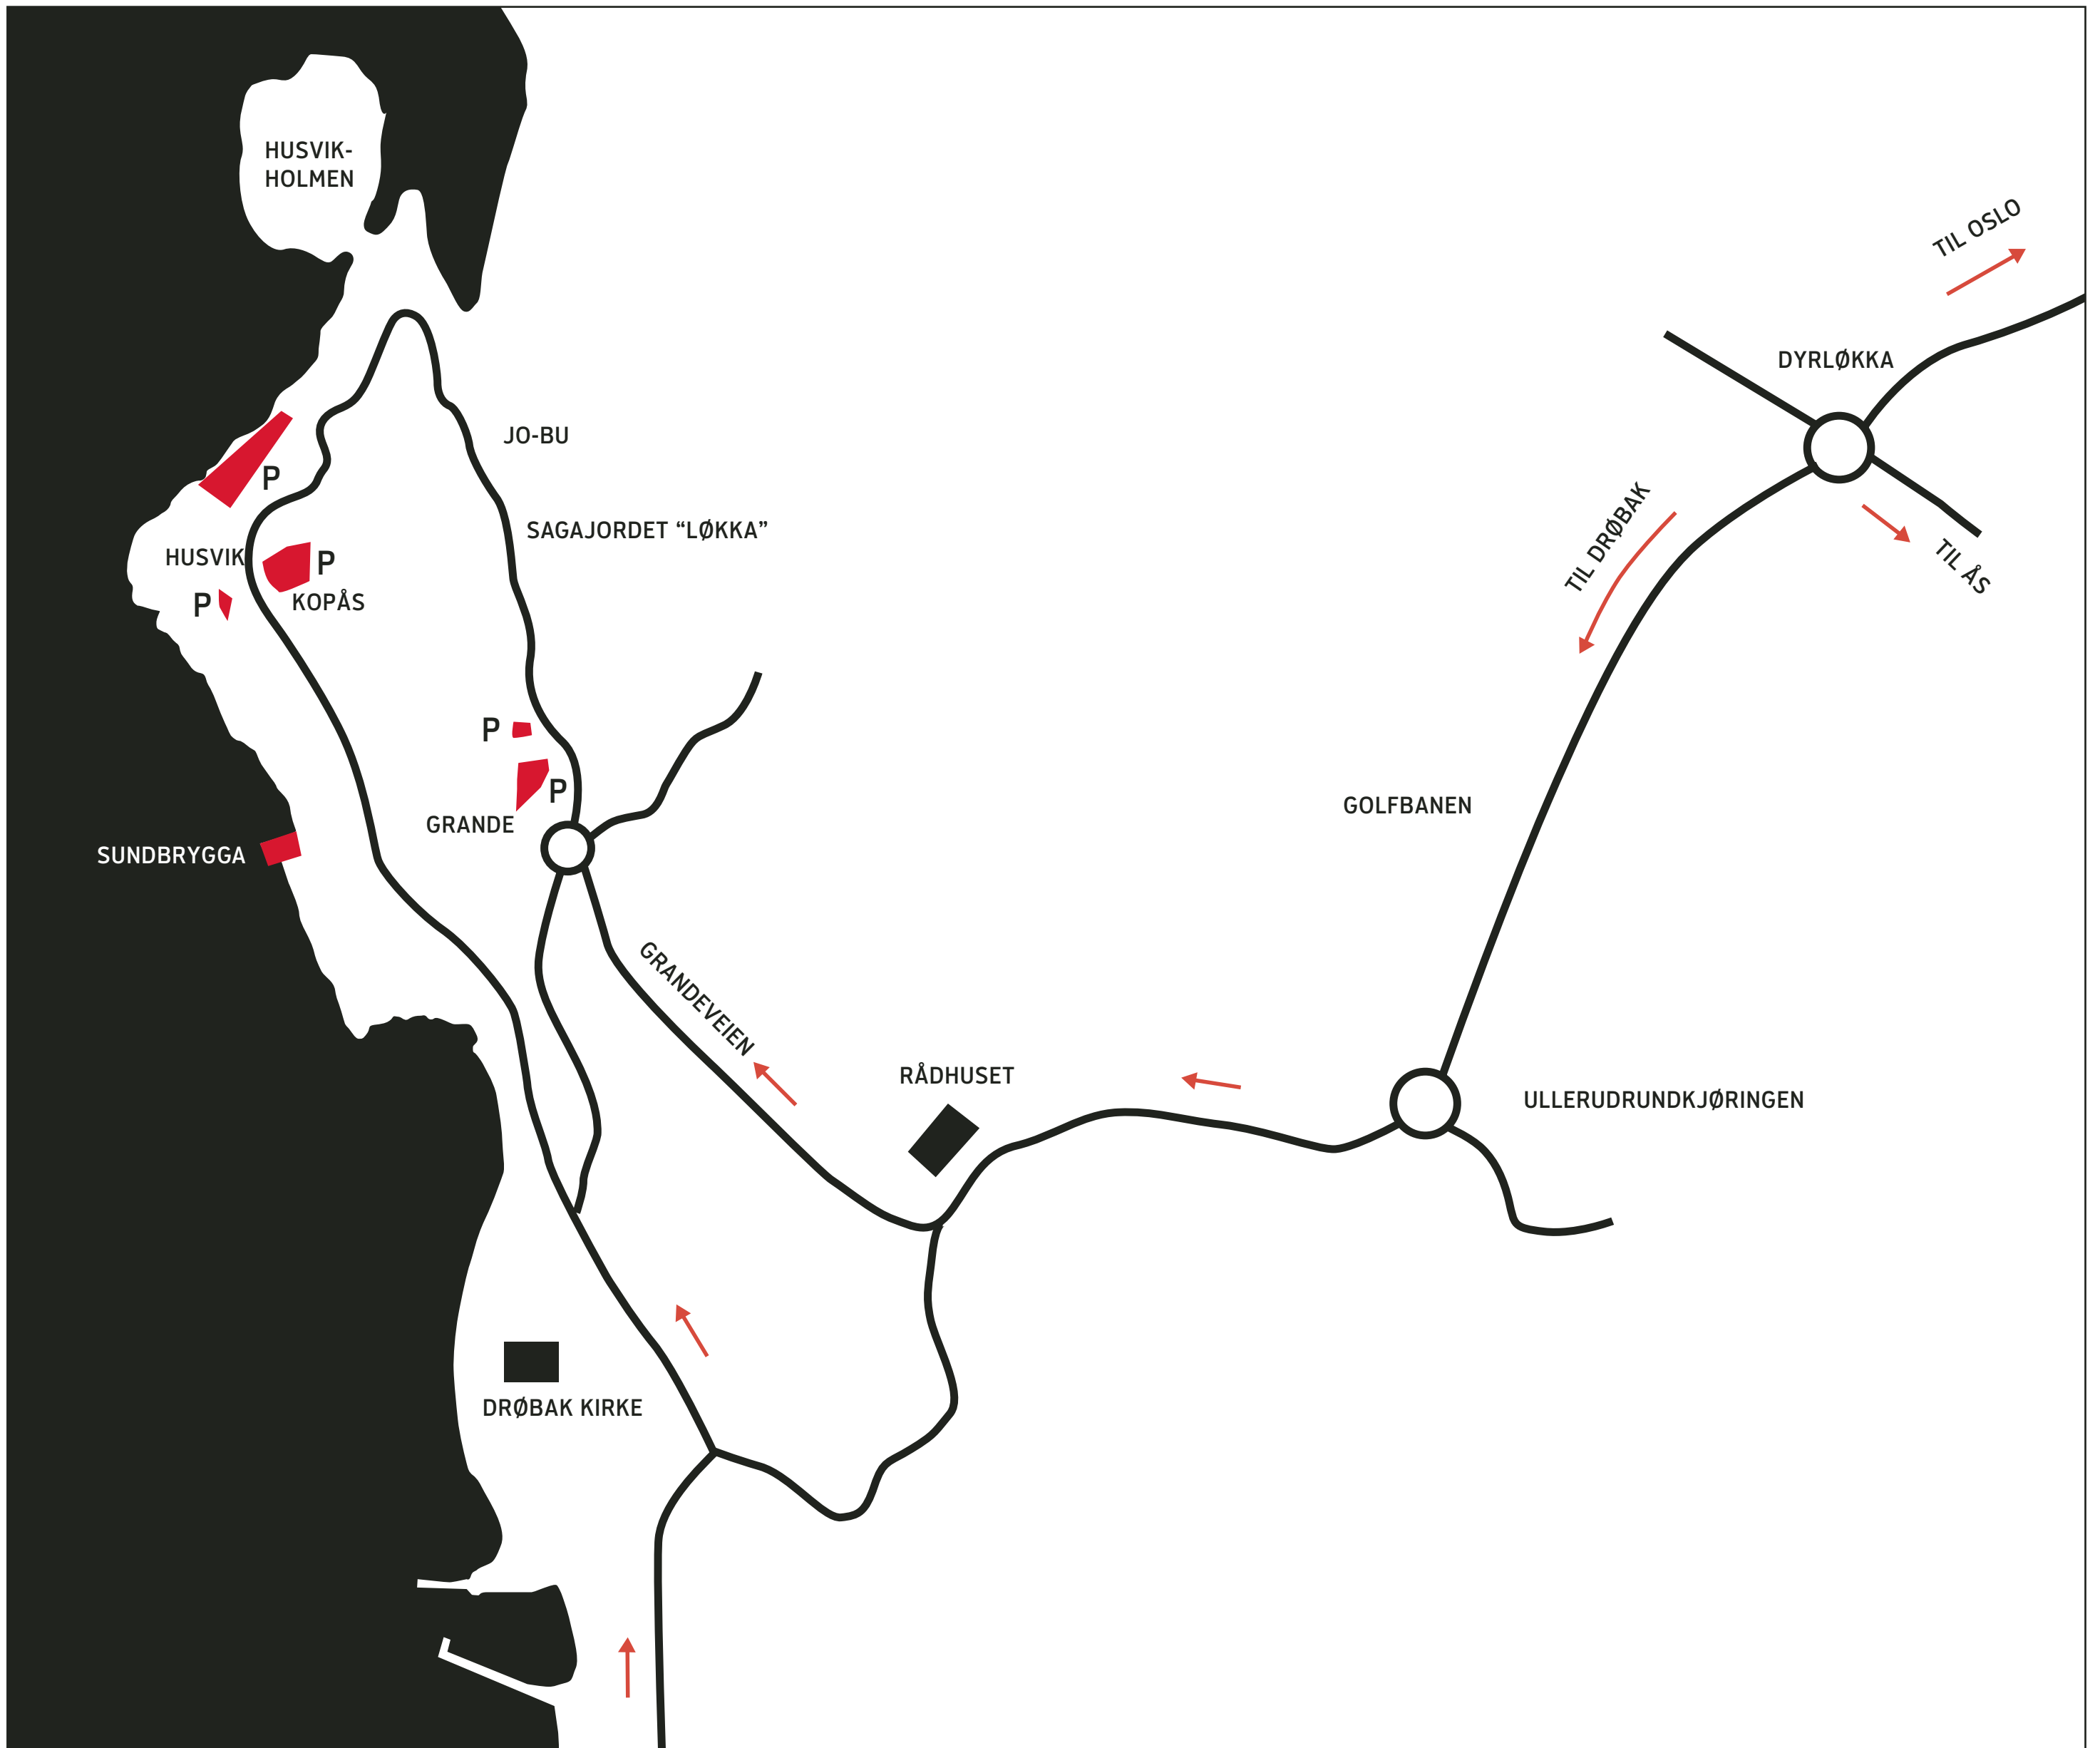 HUSVIK-
HOLMEN
TIL OSLO
DYRLØKKA
JO-BU
P
SAGAJORDET “LØKKA”
TIL DRØBAK
HUSVIK
P
TIL ÅS
P
KOPÅS
P
P
GOLFBANEN
GRANDE
SUNDBRYGGA
GRANDEVEIEN
RÅDHUSET
ULLERUDRUNDKJØRINGEN
DRØBAK KIRKE